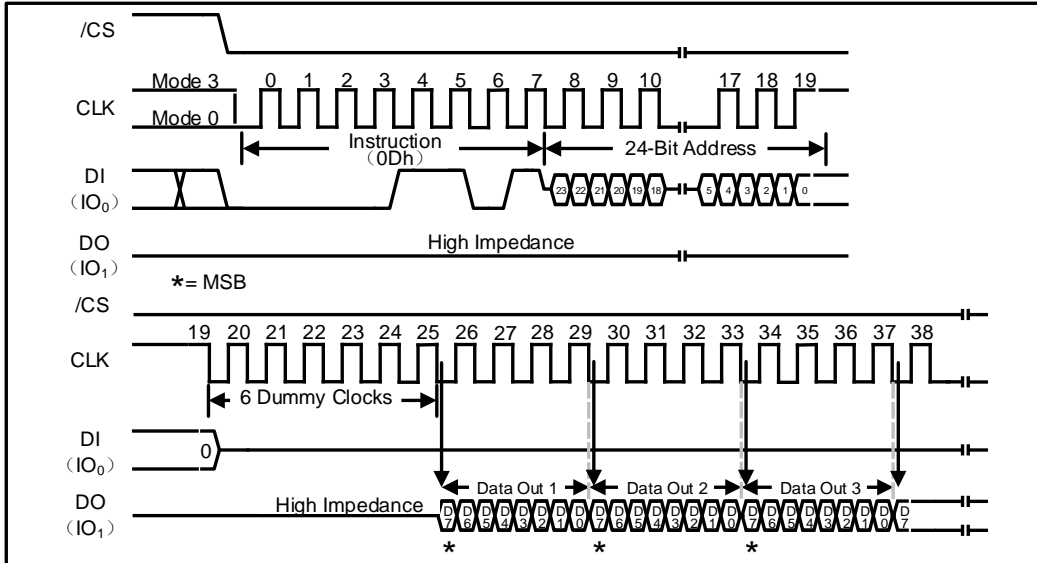 /CS
Mode 3 0 1 2 3 4 5 6 7 8 9 10 17 18 19
CLK
Mode 0
Instruction 24-Bit Address
（0Dh）
DI
（IO₀） 23 22 21 20 19 18 5 4 3 2 1 0
DO High Impedance
（IO₁）
*= MSB
/CS
19 20 21 22 23 24 25 26 27 28 29 30 31 32 33 34 35 36 37 38
CLK
6 Dummy Clocks
DI
（IO₀） 0
Data Out 1 Data Out 2 Data Out 3
DO High Impedance D7 D6 D5 D4 D3 D2 D1 D0 D7 D6 D5 D4 D3 D2 D1 D0 D7 D6 D5 D4 D3 D2 D1 D0 D7
（IO₁）
* * *